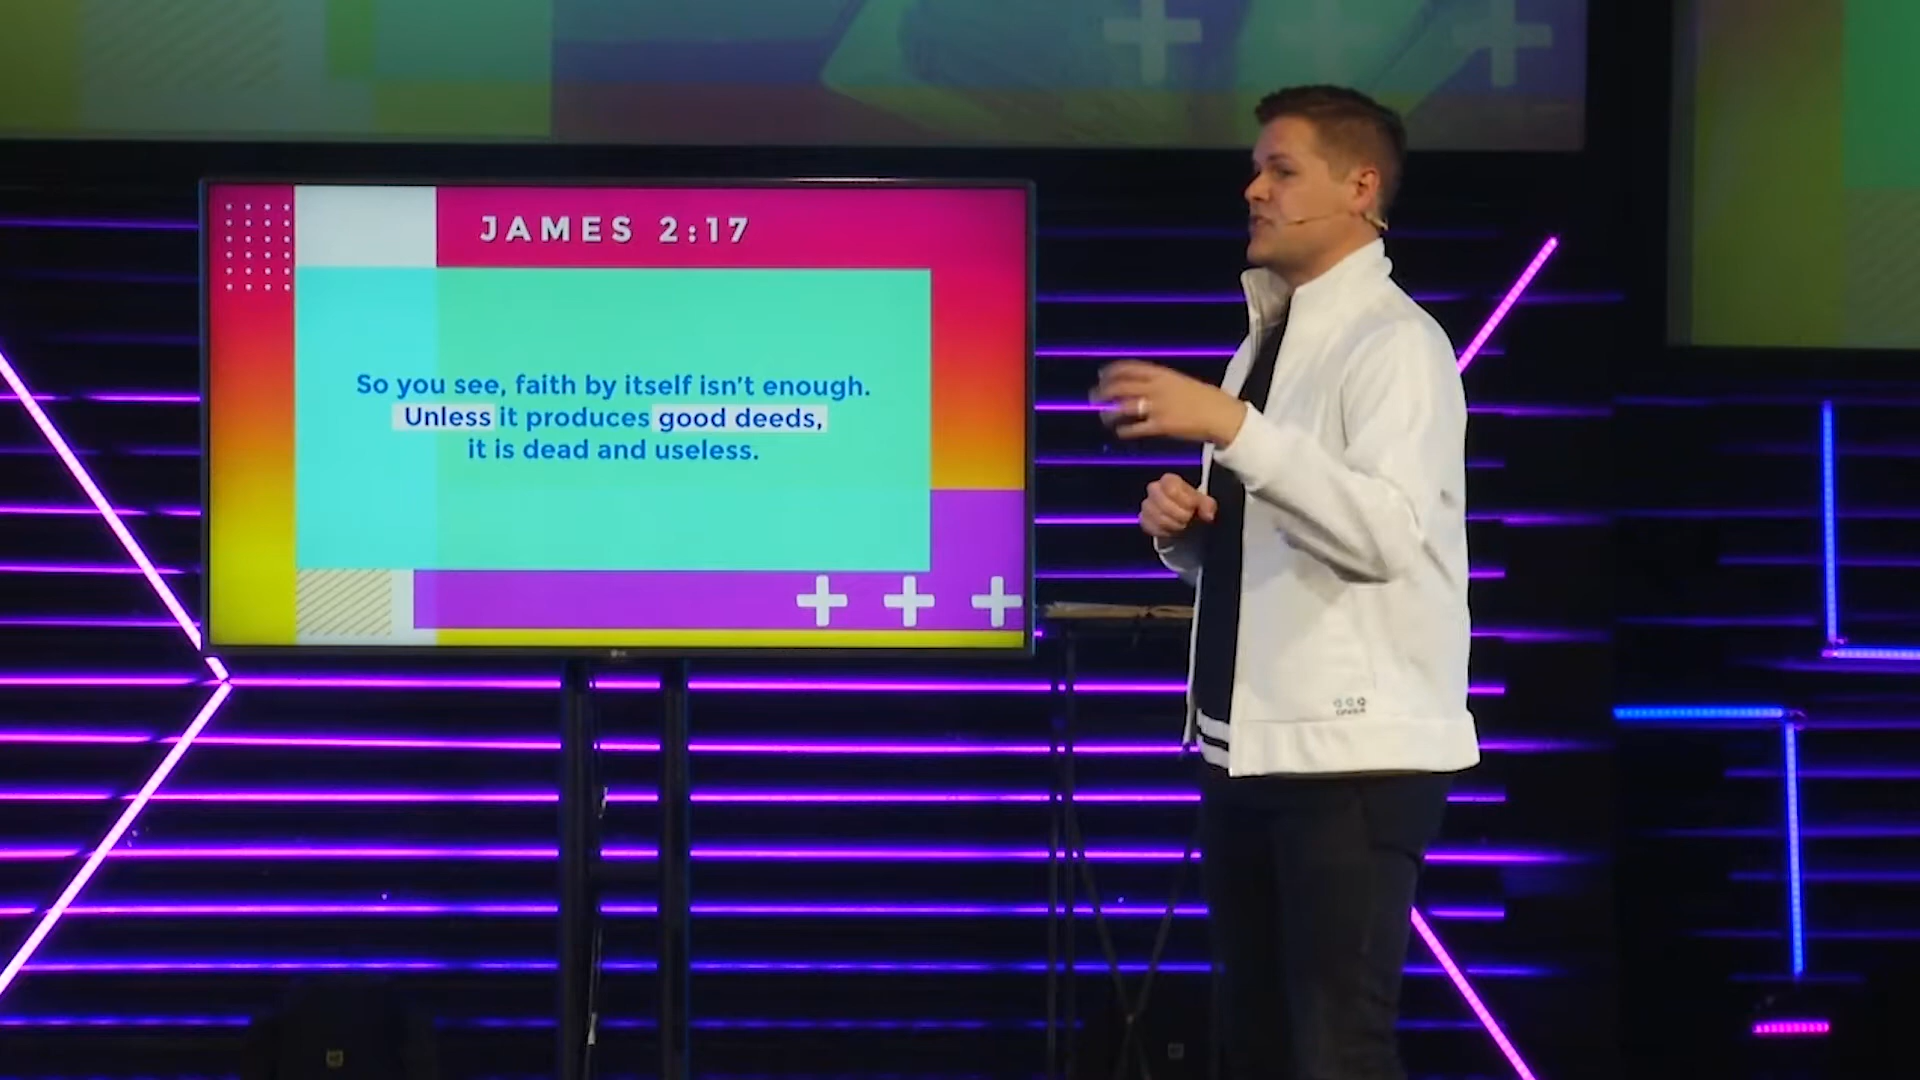 JAMES 2:17
So you see, faith by itself isn't enough.
Unless it produces good deeds,
it is dead and useless.